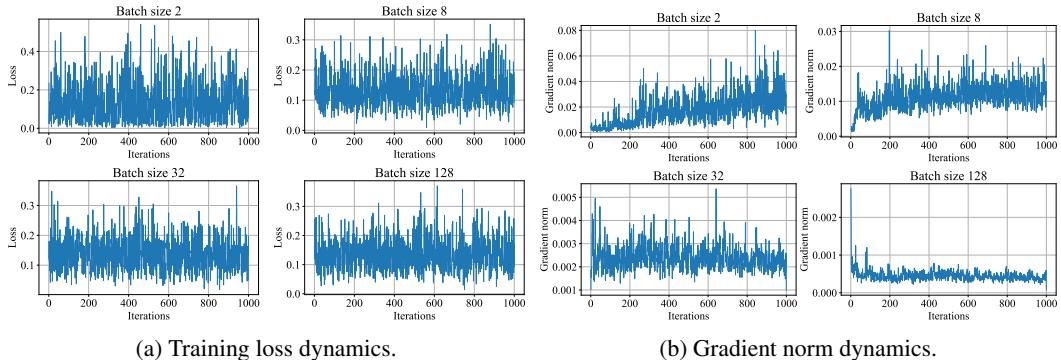 Batch size 2
Loss
0.4
0.2
0.0
0 200 400 600 800 1000
Iterations
Batch size 8
Loss
0.3
0.2
0.1
0.0
0 200 400 600 800 1000
Iterations
Batch size 32
Loss
0.3
0.2
0.1
0 200 400 600 800 1000
Iterations
Batch size 128
Loss
0.3
0.2
0.1
0.0
0 200 400 600 800 1000
Iterations
(a) Training loss dynamics.
Batch size 2
Gradient norm
0.08
0.06
0.04
0.02
0.00
0 200 400 600 800 1000
Iterations
Batch size 8
Gradient norm
0.03
0.02
0.01
0.00
0 200 400 600 800 1000
Iterations
Batch size 32
Gradient norm
0.005
0.004
0.003
0.002
0.001
0 200 400 600 800 1000
Iterations
Batch size 128
Gradient norm
0.002
0.001
0.000
0 200 400 600 800 1000
Iterations
(b) Gradient norm dynamics.